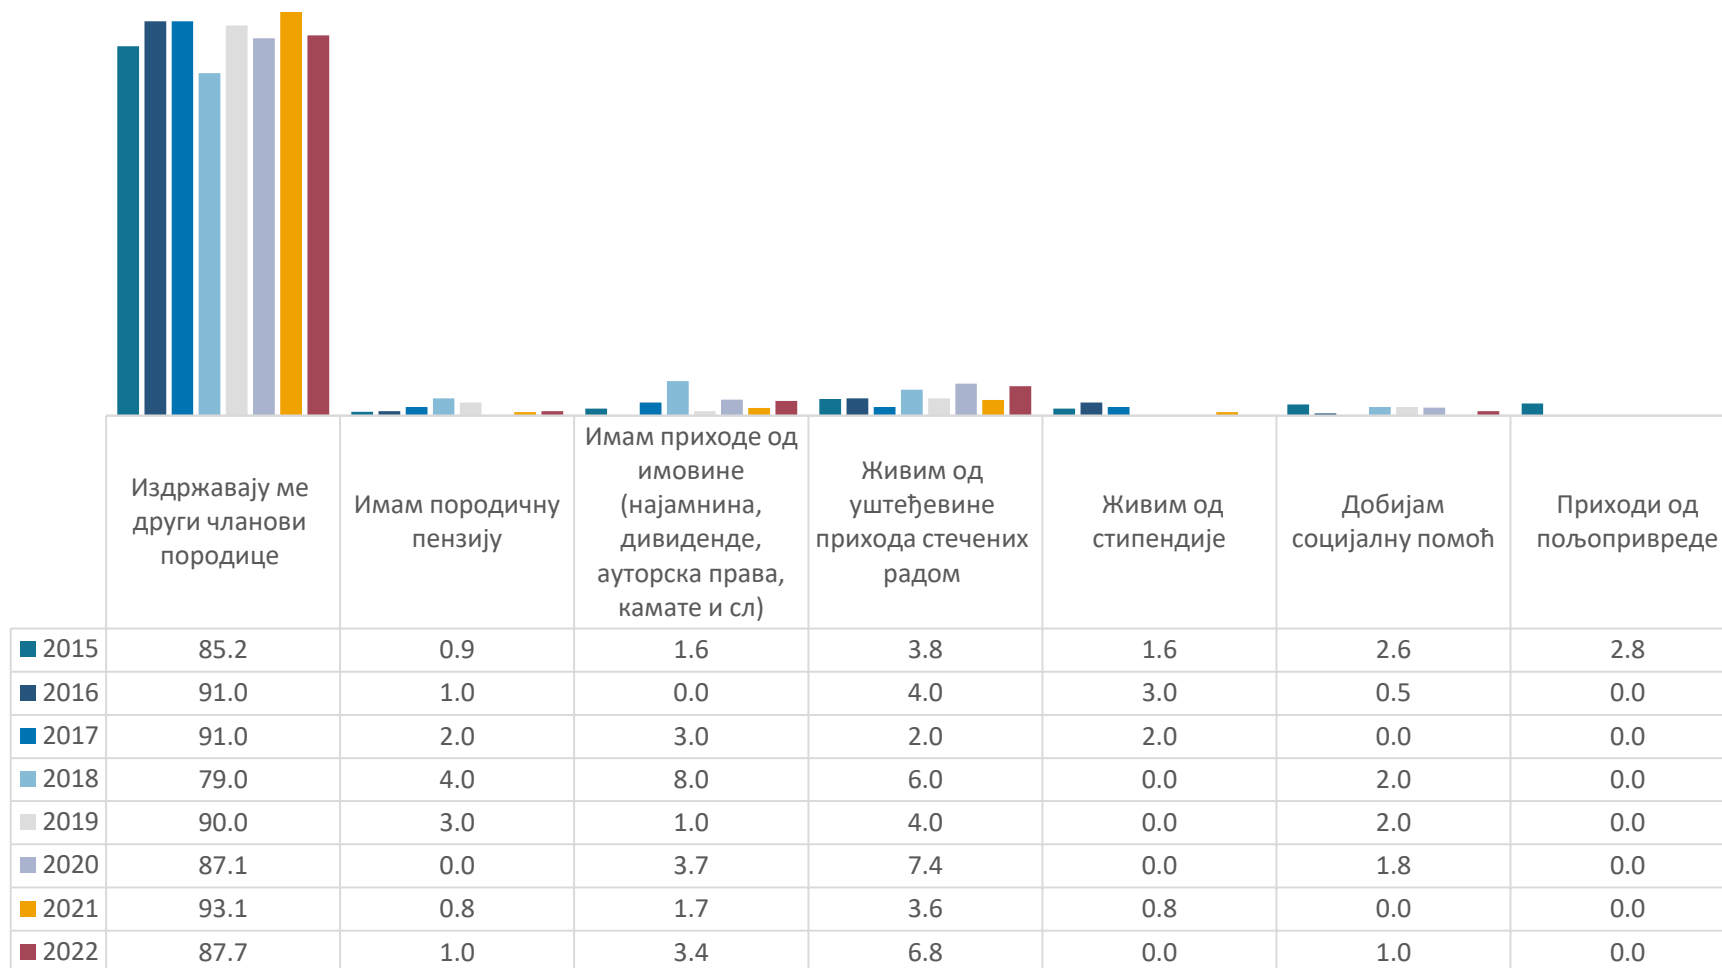 Издржавају ме
други чланови
породице
Имам породичну
пензију
Имам приходе од
имовине
(најамнина,
дивиденде,
ауторска права,
камате и сл)
Живим од
уштеђевине
прихода стечених
радом
Живим од
стипендије
Добијам
социјалну помоћ
Приходи од
пољопривреде
2015 85.2 0.9 1.6 3.8 1.6 2.6 2.8
2016 91.0 1.0 0.0 4.0 3.0 0.5 0.0
2017 91.0 2.0 3.0 2.0 2.0 0.0 0.0
2018 79.0 4.0 8.0 6.0 0.0 2.0 0.0
2019 90.0 3.0 1.0 4.0 0.0 2.0 0.0
2020 87.1 0.0 3.7 7.4 0.0 1.8 0.0
2021 93.1 0.8 1.7 3.6 0.8 0.0 0.0
2022 87.7 1.0 3.4 6.8 0.0 1.0 0.0